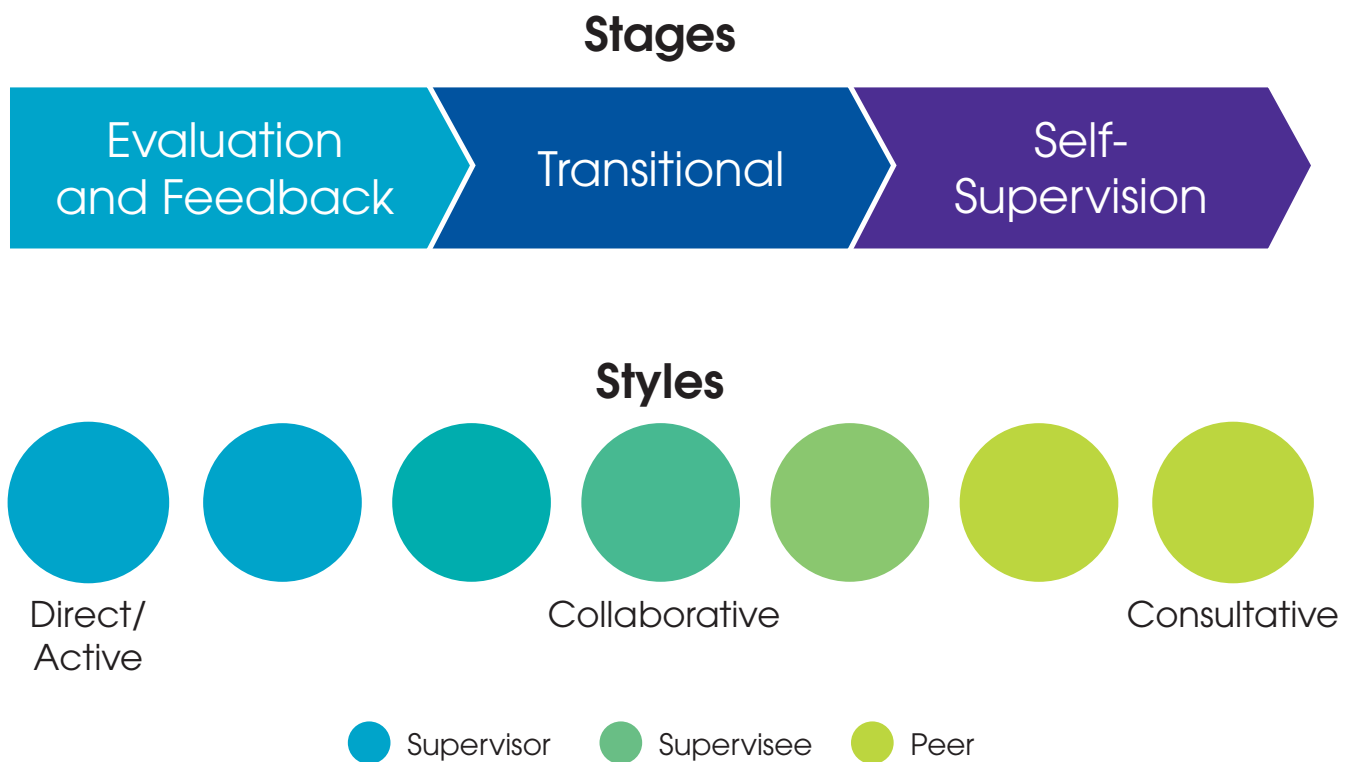 Stages
Evaluation
and Feedback
Transitional
Self-
Supervision
Styles
Direct/
Active
Collaborative
Consultative
Supervisor
Supervisee
Peer